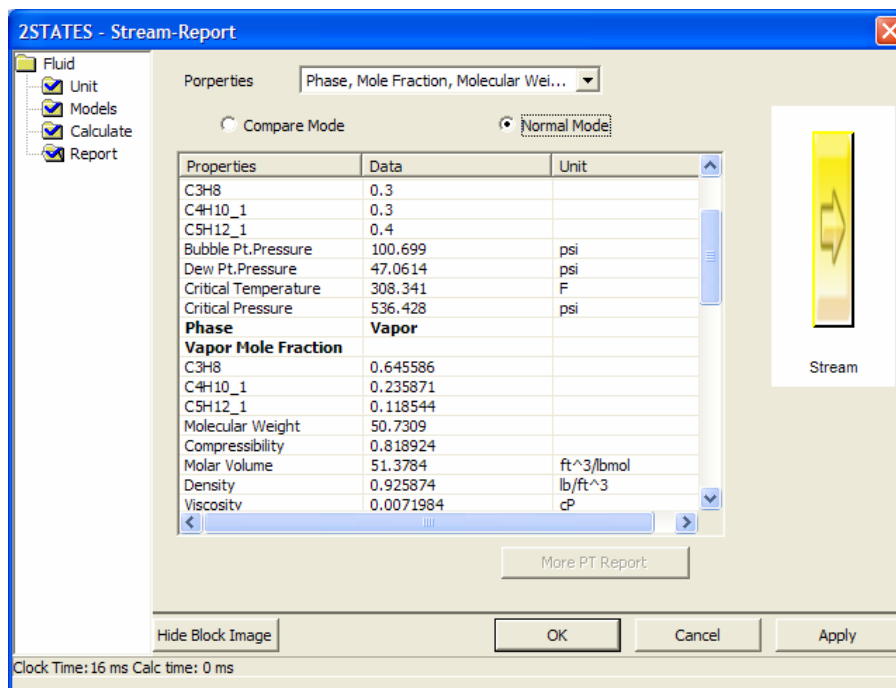 2STATES - Stream-Report
Fluid
Unit
Models
Calculate
Report
Porperties Phase, Mole Fraction, Molecular Wei...
Compare Mode Normal Mode
Properties Data Unit
C3H8 0.3
C4H10_1 0.3
C5H12_1 0.4
Bubble Pt.Pressure 100.699 psi
Dew Pt.Pressure 47.0614 psi
Critical Temperature 308.341 F
Critical Pressure 536.428 psi
Phase Vapor
Vapor Mole Fraction
C3H8 0.645586
C4H10_1 0.235871
C5H12_1 0.118544
Molecular Weight 50.7309
Compressibility 0.818924
Molar Volume 51.3784 ft^3/lbmol
Density 0.925874 lb/ft^3
Viscosity 0.0071984 cP
Stream
More PT Report
Hide Block Image OK Cancel Apply
Clock Time:16 ms Calc time: 0 ms